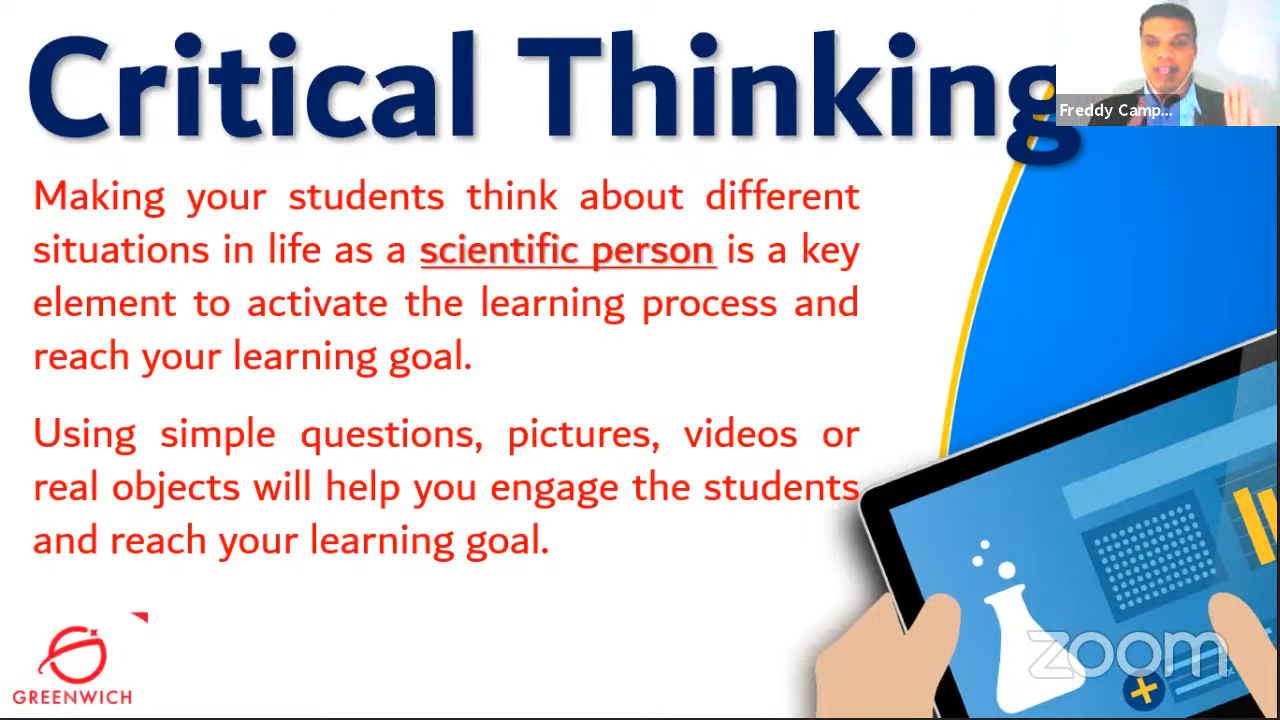 Critical Thinking
Freddy Camp...
Making your students think about different
situations in life as a scientific person is a key
element to activate the learning process and
reach your learning goal.
Using simple questions, pictures, videos or
real objects will help you engage the students
and reach your learning goal.
GREENWICH
zoom